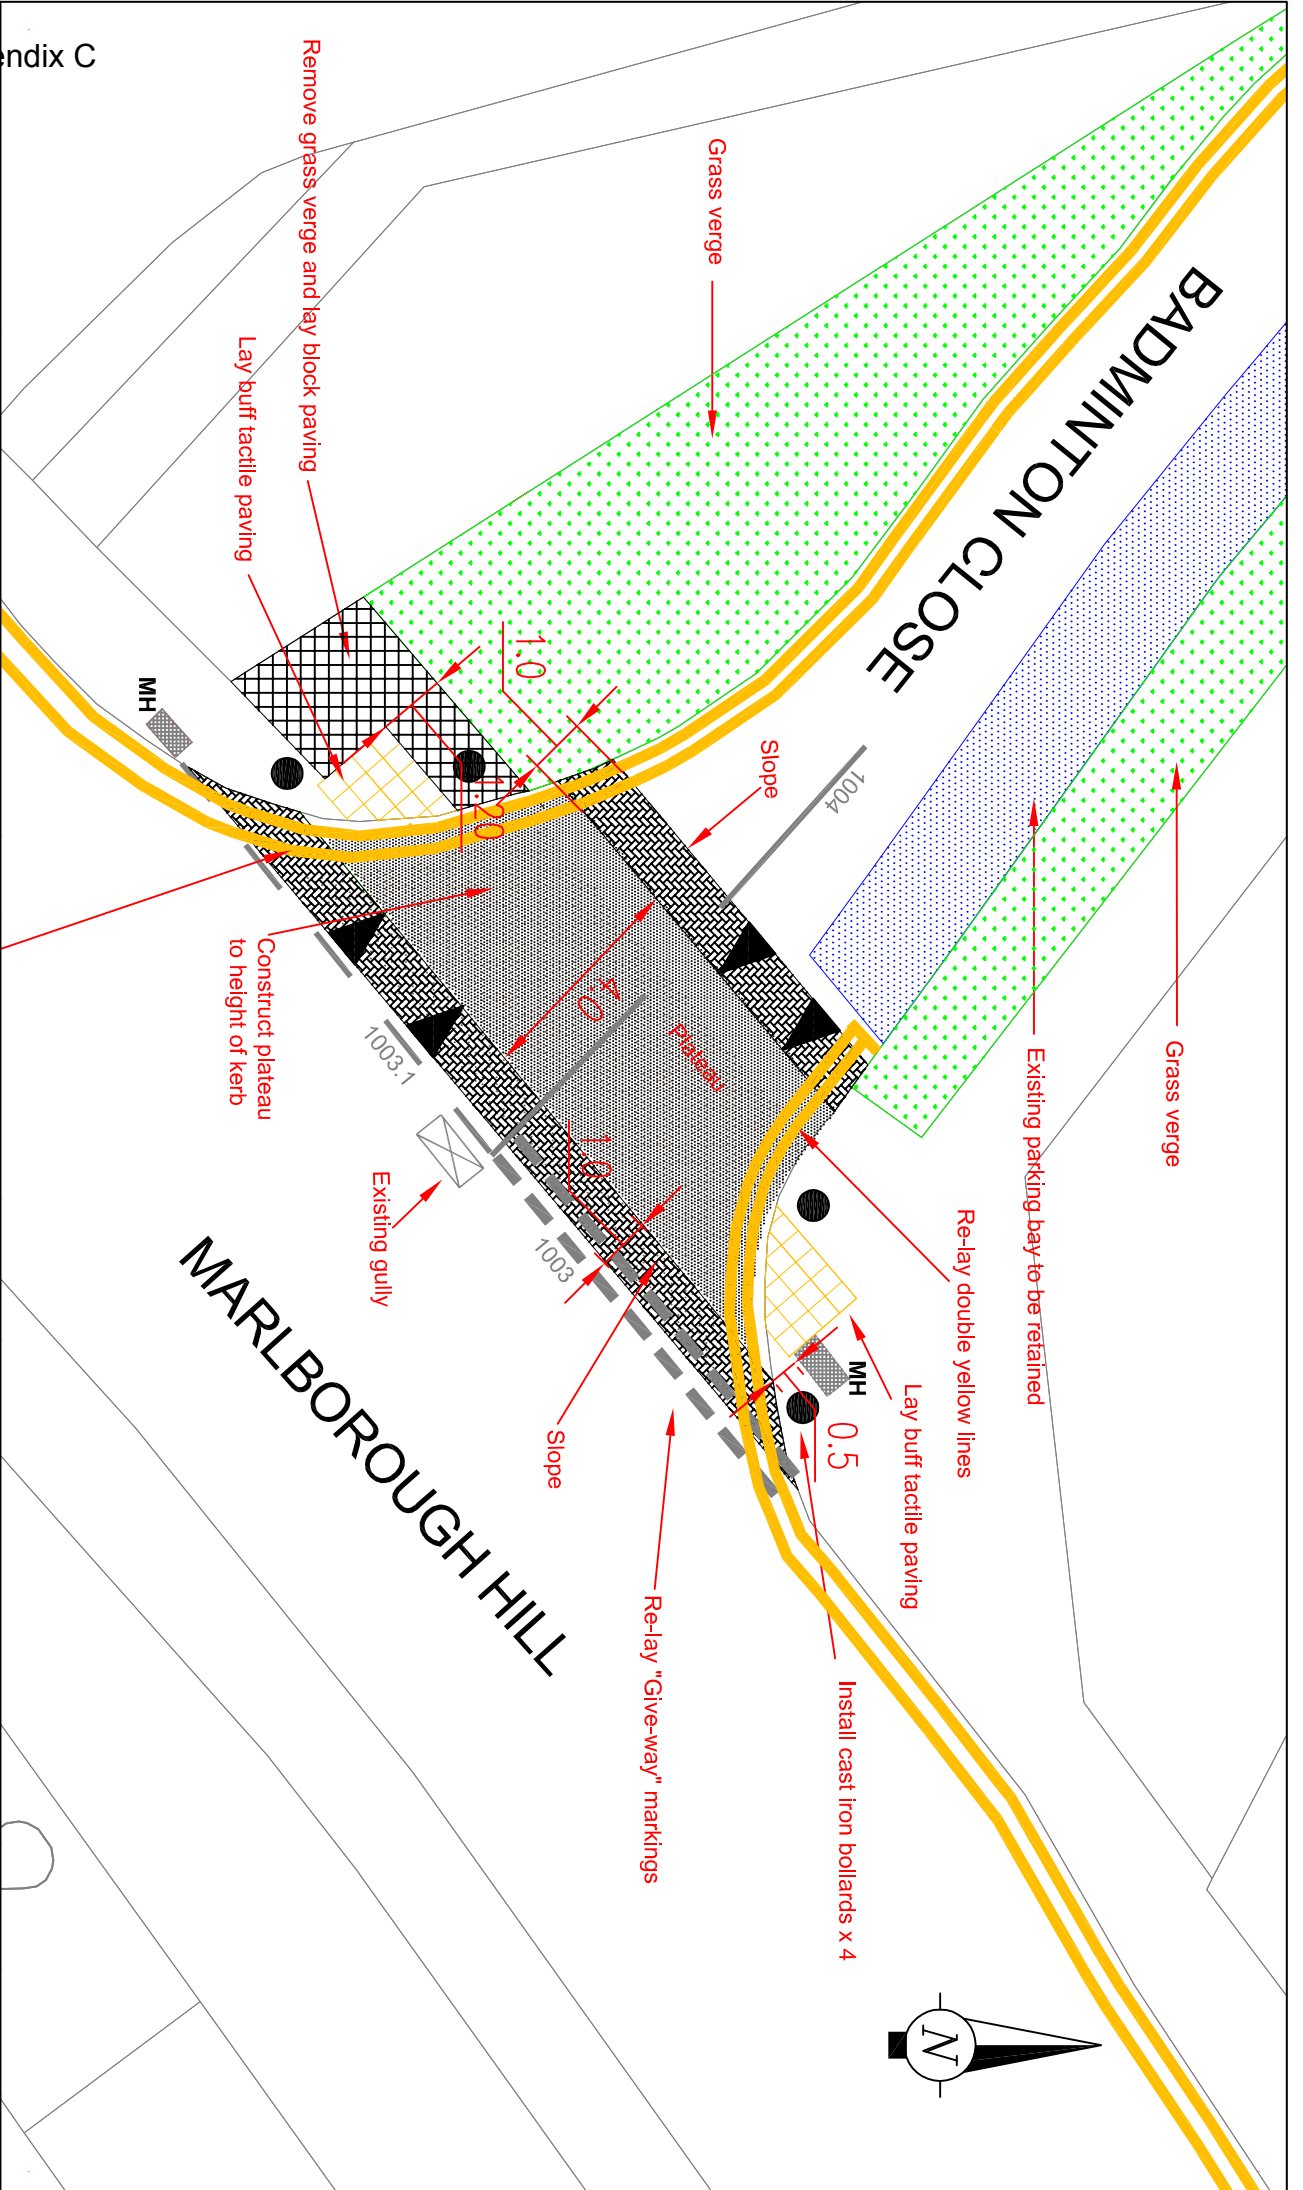 endix C
Remove grass verge and lay block paving
Lay buff tactile paving
Grass verge
BADMINTON CLOSE
1.0
1.20
MH
Slope
1004
Construct plateau
to height of kerb
4.0
Plateau
1003.1
Existing gully
1.0
1003
Slope
MARLBOROUGH HILL
Grass verge
Existing parking bay to be retained
Re-lay double yellow lines
Lay buff tactile paving
MH
0.5
Install cast iron bollards x 4
Re-lay "Give-way" markings
N